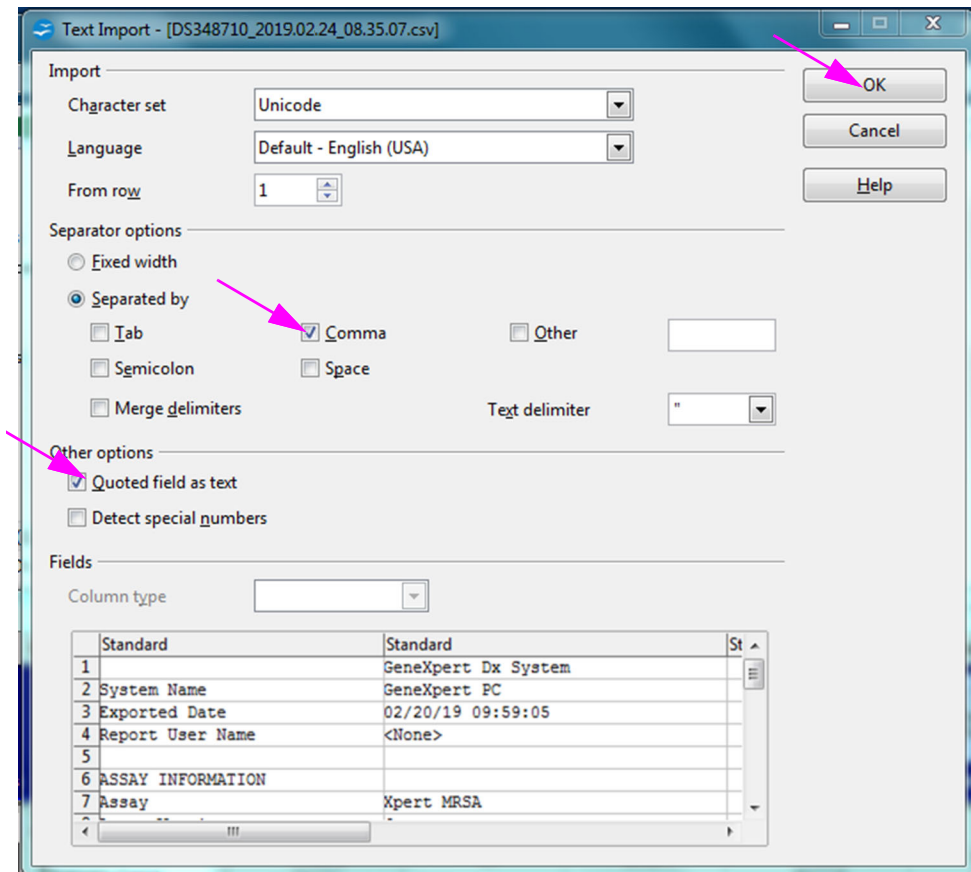 Text Import - [DS348710_2019.02.24_08.35.07.csv]
Import
OK
Character set
Unicode
Cancel
Language
Default - English (USA)
From row
1
Help
Separator options
Fixed width
Separated by
Tab
Comma
Other
Semicolon
Space
Merge delimiters
Text delimiter
"
Other options
Quoted field as text
Detect special numbers
Fields
Column type
Standard Standard St
1 GeneXpert Dx System
2 System Name GeneXpert PC
3 Exported Date 02/20/19 09:59:05
4 Report User Name <None>
5
6 ASSAY INFORMATION
7 Assay Xpert MRSA